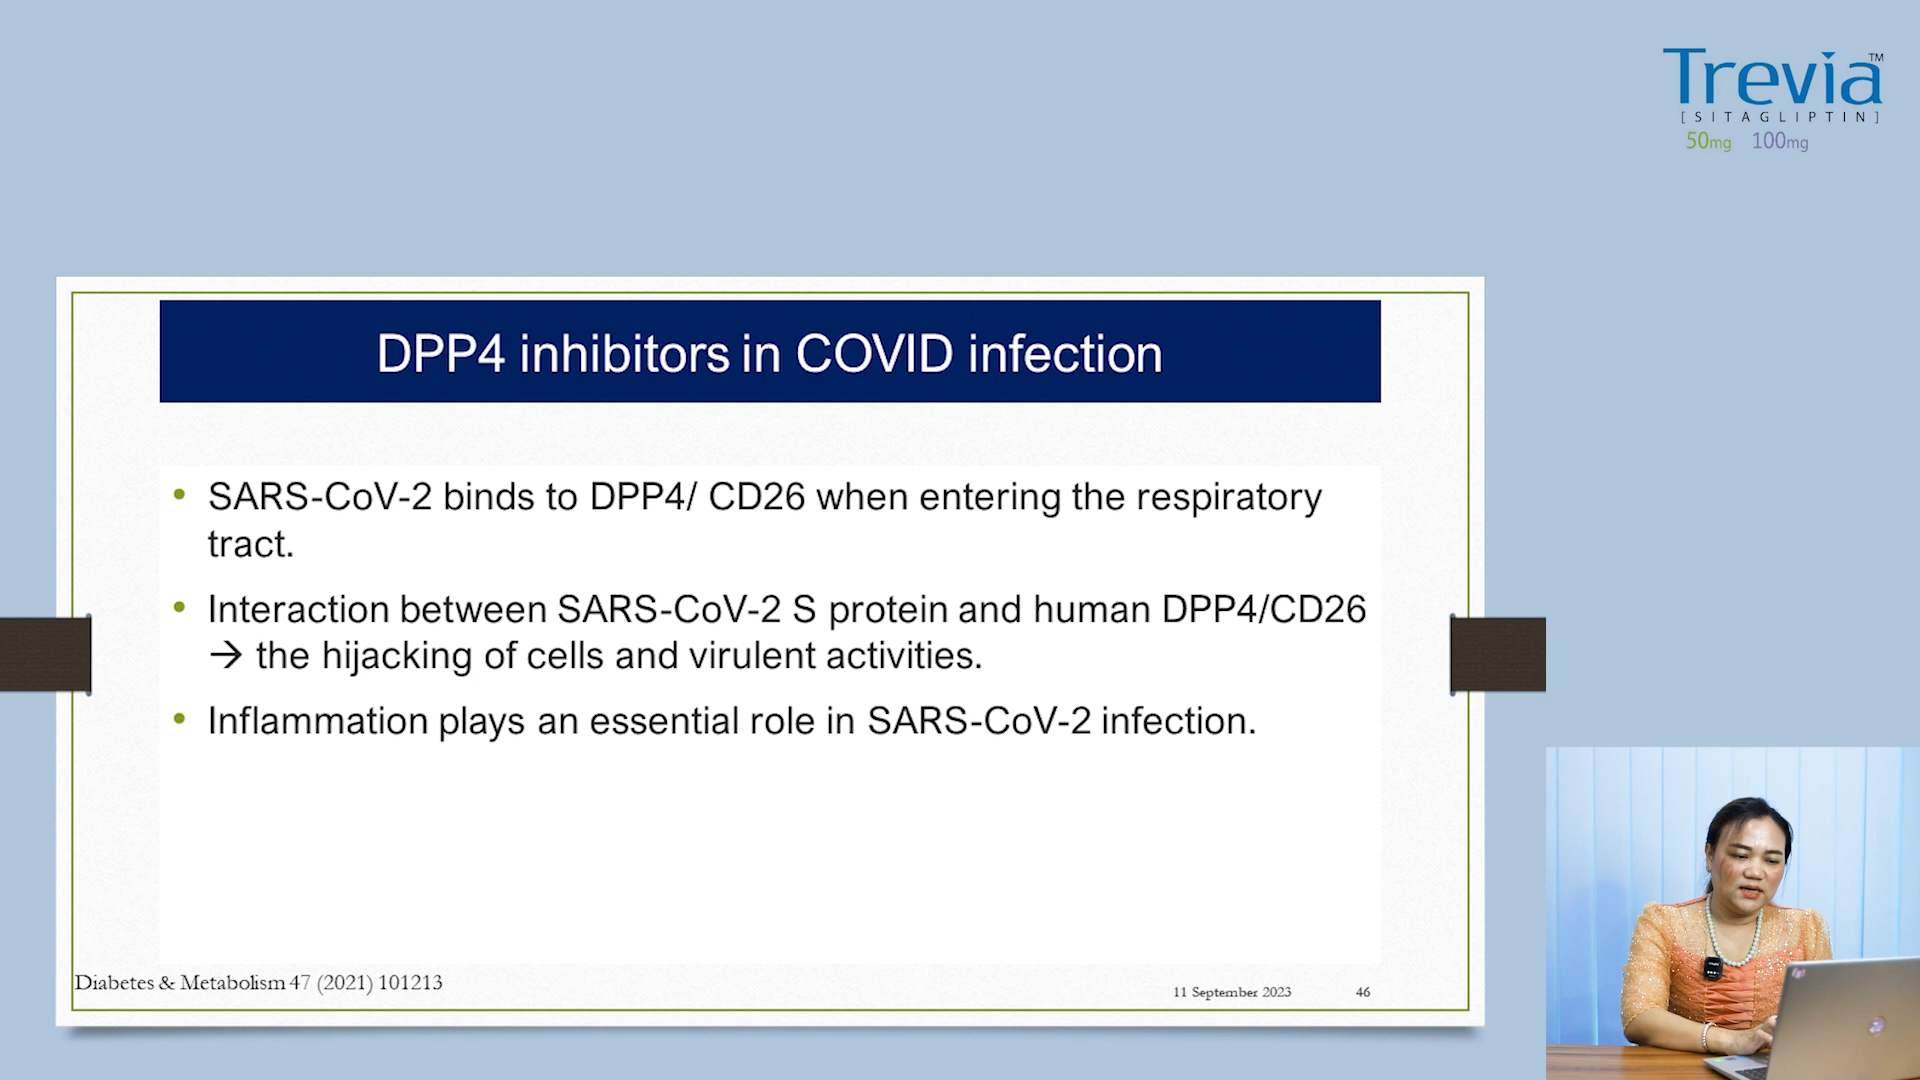 Trevia™
[SITAGLIPTIN]
50mg 100mg
DPP4 inhibitors in COVID infection
• SARS-CoV-2 binds to DPP4/ CD26 when entering the respiratory
tract.
• Interaction between SARS-CoV-2 S protein and human DPP4/CD26
→ the hijacking of cells and virulent activities.
• Inflammation plays an essential role in SARS-CoV-2 infection.
Diabetes & Metabolism 47 (2021) 101213
11 September 2023 46